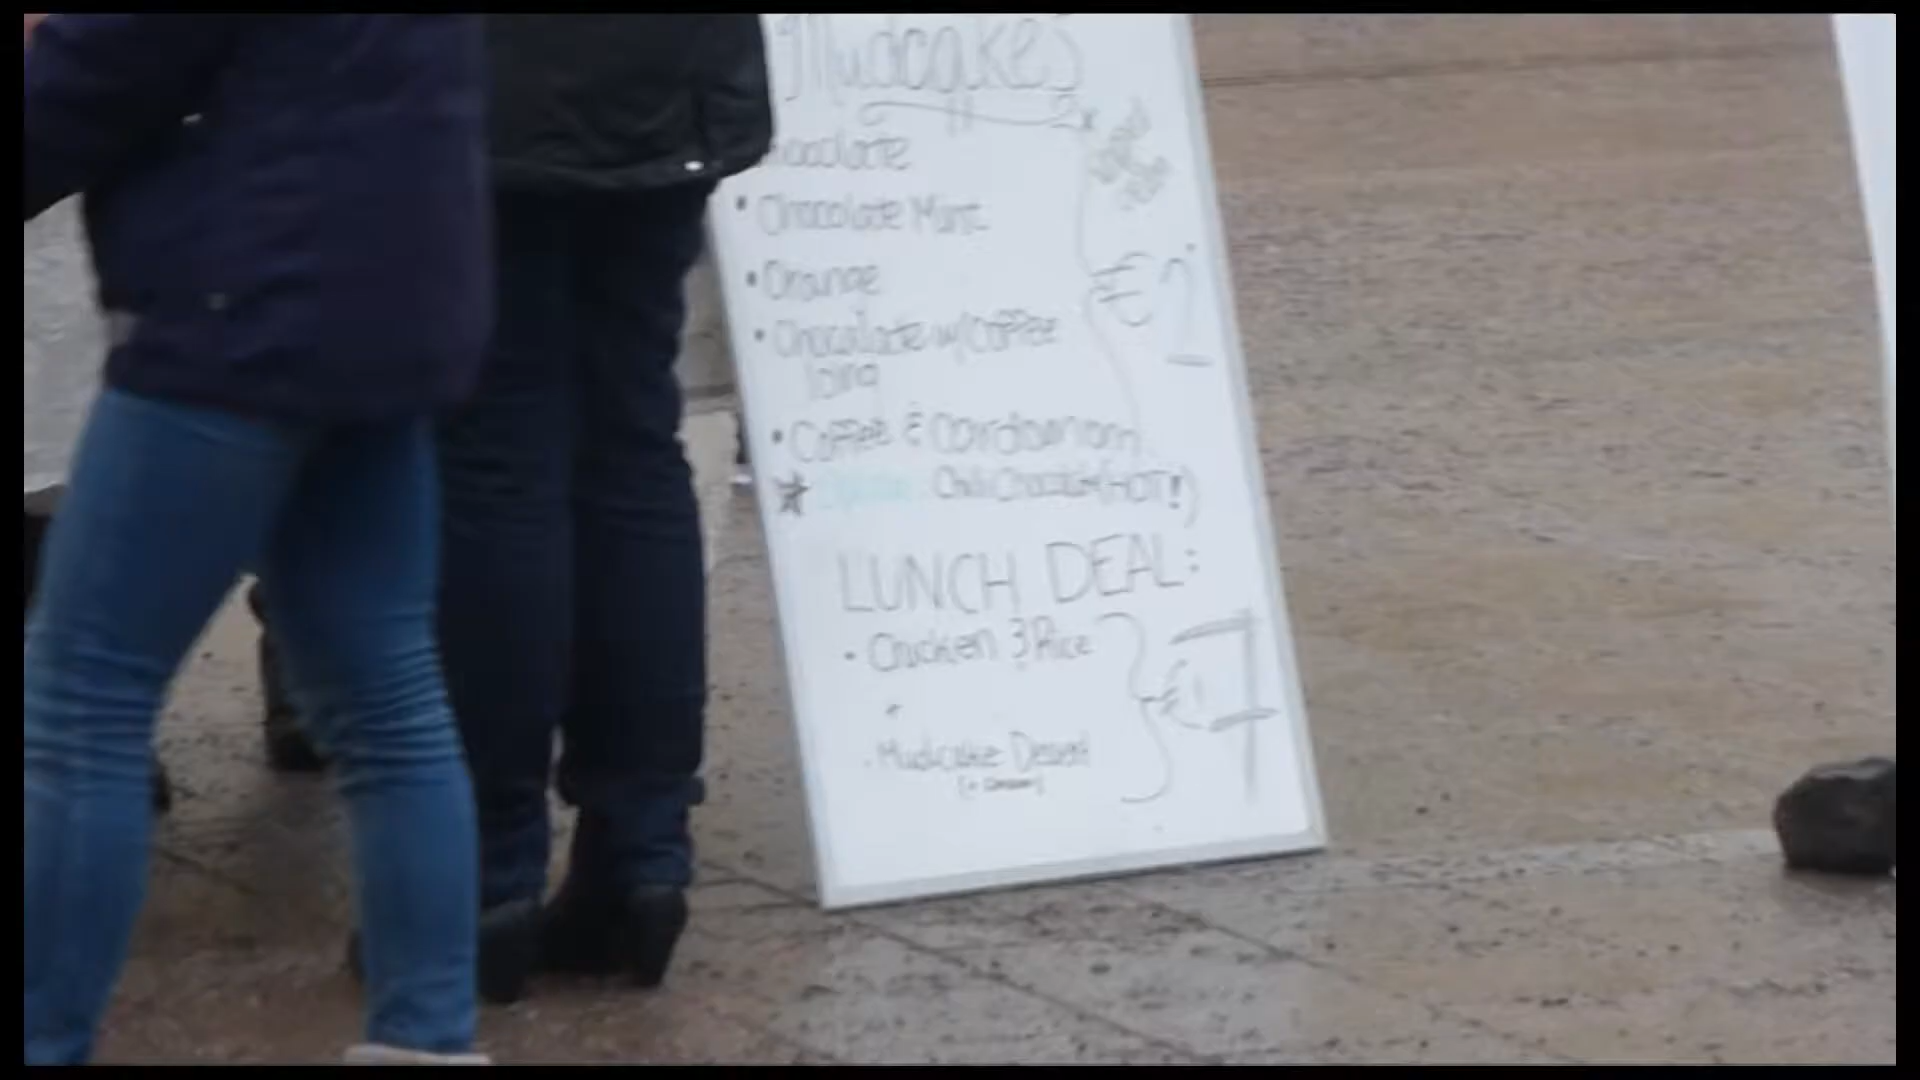 Mudcakes
Chocolate
• Chocolate Mint
• Orange
• Chocolate w/Coffee
Icing
€2
• Coffee & Cardamom
Chili Chocolate (HOT!)
LUNCH DEAL:
• Chicken & Rice
+
€7
• Mudcake Dessert